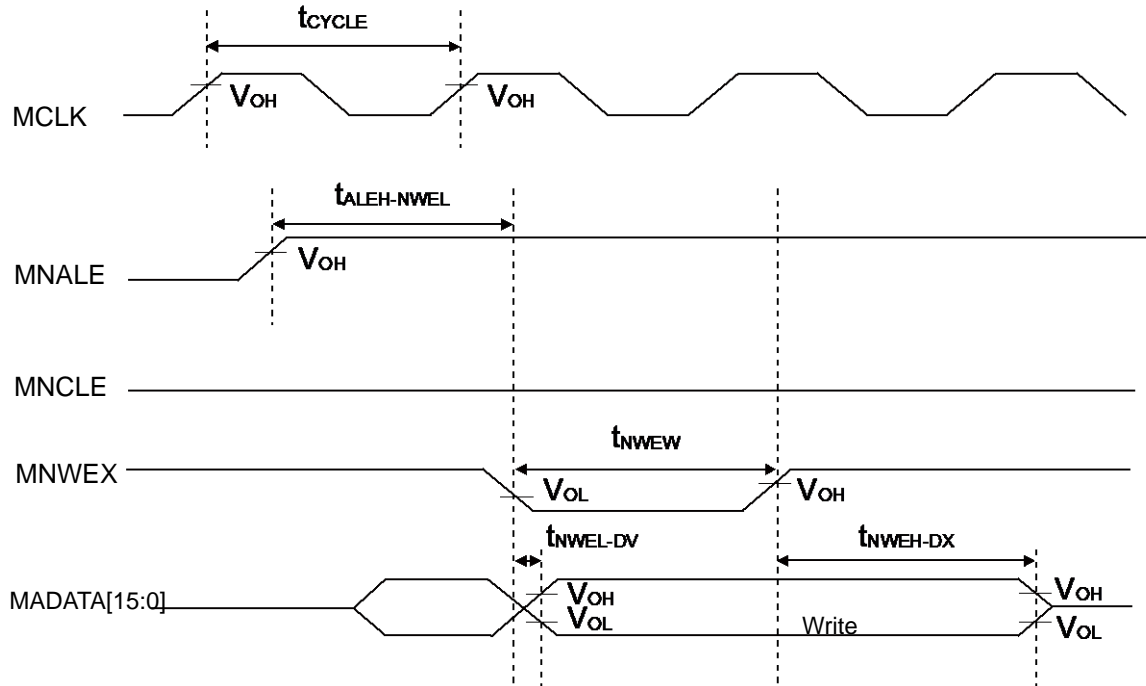 tCYCLE
VOH VOH
MCLK
tALEH-NWEL
VOH
MNALE
MNCLE
tNWEW
MNWEX
VOL VOH
tNWEL-DV tNWEH-DX
MADATA[15:0]
VOH VOH
VOL Write VOL